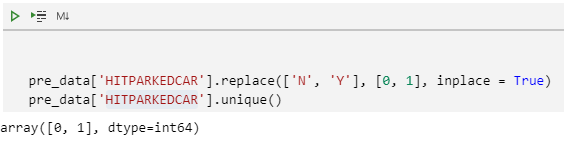 M↓
pre_data['HITPARKEDCAR'].replace(['N', 'Y'], [0, 1], inplace = True)
pre_data['HITPARKEDCAR'].unique()
array([0, 1], dtype=int64)